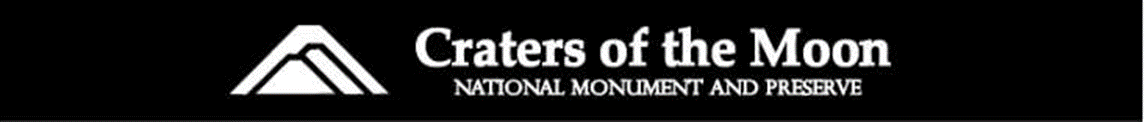 Craters of the Moon
NATIONAL MONUMENT AND PRESERVE